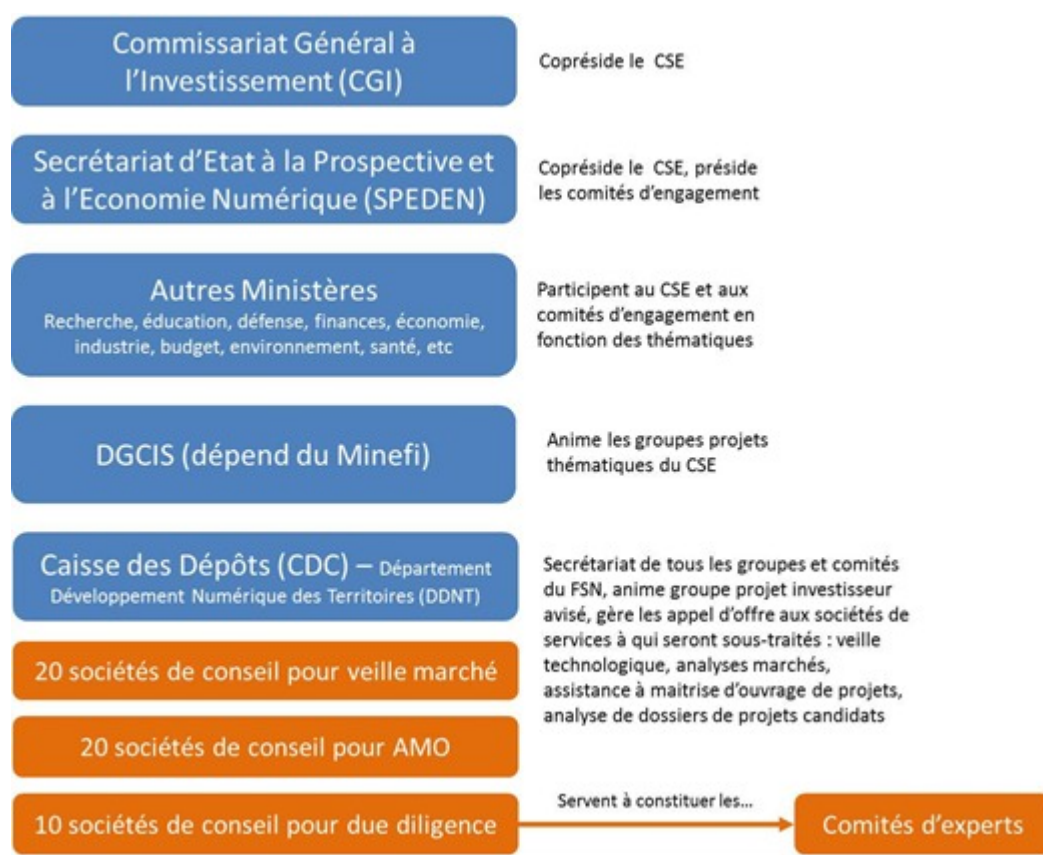 Commissariat Général à
l'Investissement (CGI)
Copréside le CSE
Secrétariat d'Etat à la Prospective et
à l'Economie Numérique (SPEDEN)
Copréside le CSE, préside
les comités d'engagement
Autres Ministères
Recherche, éducation, défense, finances, économie,
industrie, budget, environnement, santé, etc
Participent au CSE et aux
comités d'engagement en
fonction des thématiques
DGCIS (dépend du Minefi)
Anime les groupes projets
thématiques du CSE
Caisse des Dépôts (CDC) – Département
Développement Numérique des Territoires (DDNT)
Secrétariat de tous les groupes et comités
du FSN, anime groupe projet investisseur
avisé, gère les appel d'offre aux sociétés de
services à qui seront sous-traités : veille
technologique, analyses marchés,
assistance à maitrise d'ouvrage de projets,
analyse de dossiers de projets candidats
20 sociétés de conseil pour veille marché
20 sociétés de conseil pour AMO
10 sociétés de conseil pour due diligence
Servent à constituer les...
Comités d'experts